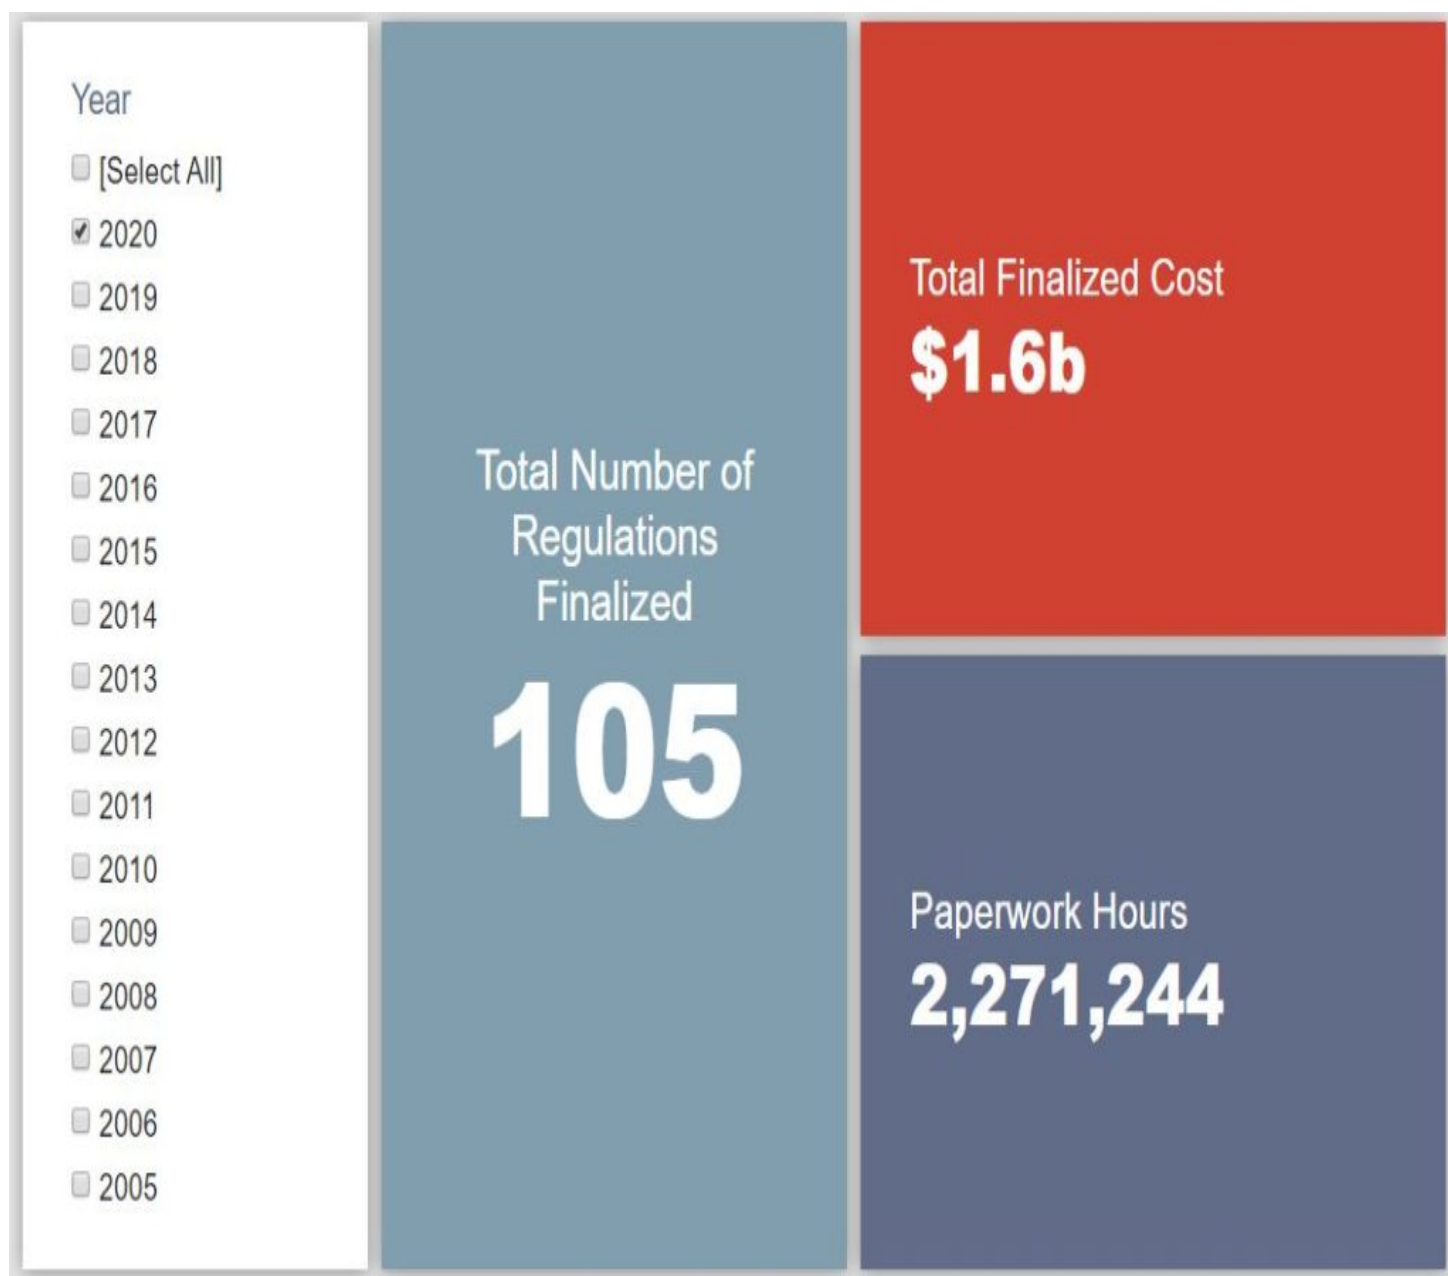 Year
[Select All]
2020
2019
2018
2017
2016
2015
2014
2013
2012
2011
2010
2009
2008
2007
2006
2005
Total Number of
Regulations
Finalized
105
Total Finalized Cost
$1.6b
Paperwork Hours
2,271,244